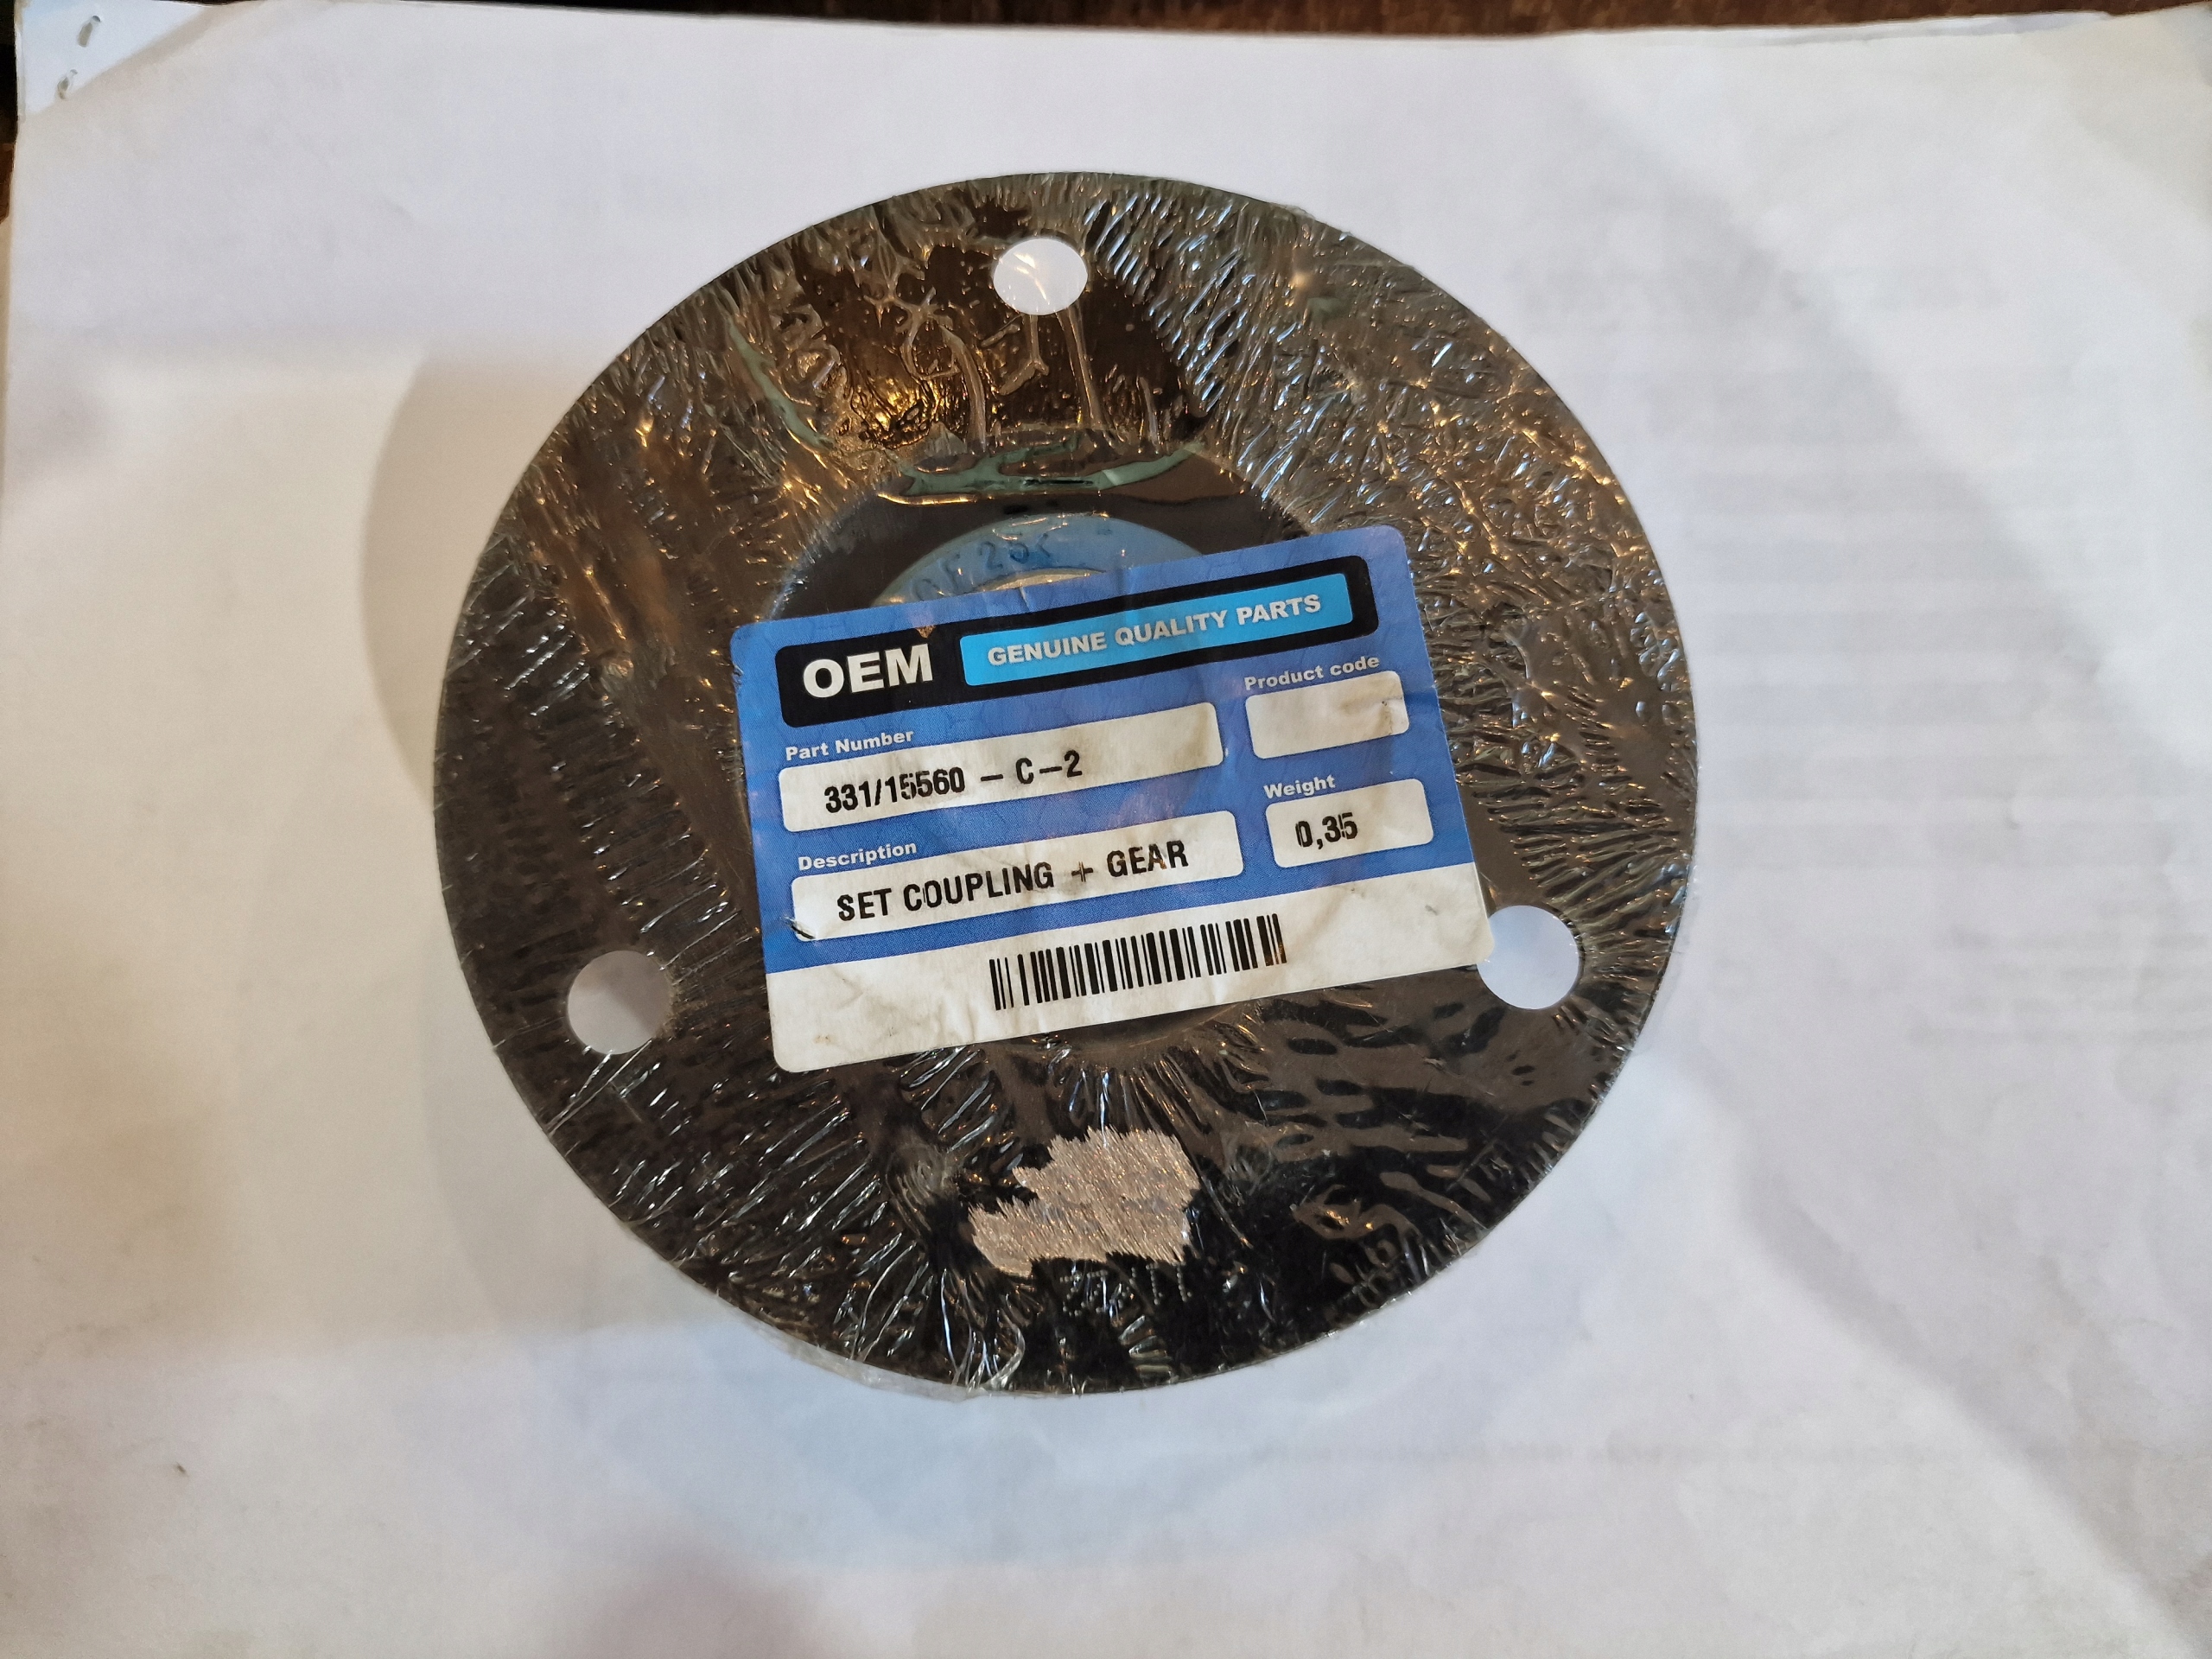 OEM GENUINE QUALITY PARTS
Part Number
Product code
331/15560 - C-2
Description
Weight
SET COUPLING + GEAR
0,35